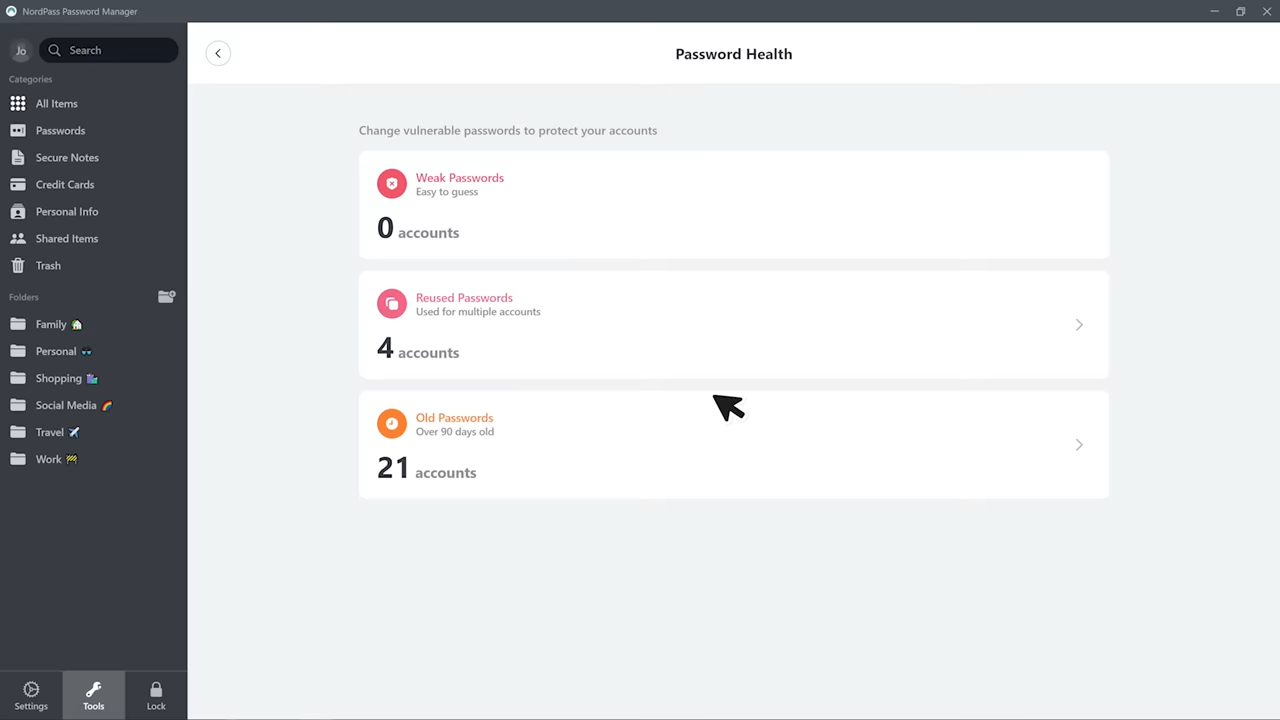 NordPass Password Manager
Jo
Search
Categories
All Items
Passwords
Secure Notes
Credit Cards
Personal Info
Shared Items
Trash
Folders
Family
Personal
Shopping
Social Media
Travel
Work
Settings
Tools
Lock
Password Health
Change vulnerable passwords to protect your accounts
Weak Passwords
Easy to guess
0 accounts
Reused Passwords
Used for multiple accounts
4 accounts
Old Passwords
Over 90 days old
21 accounts